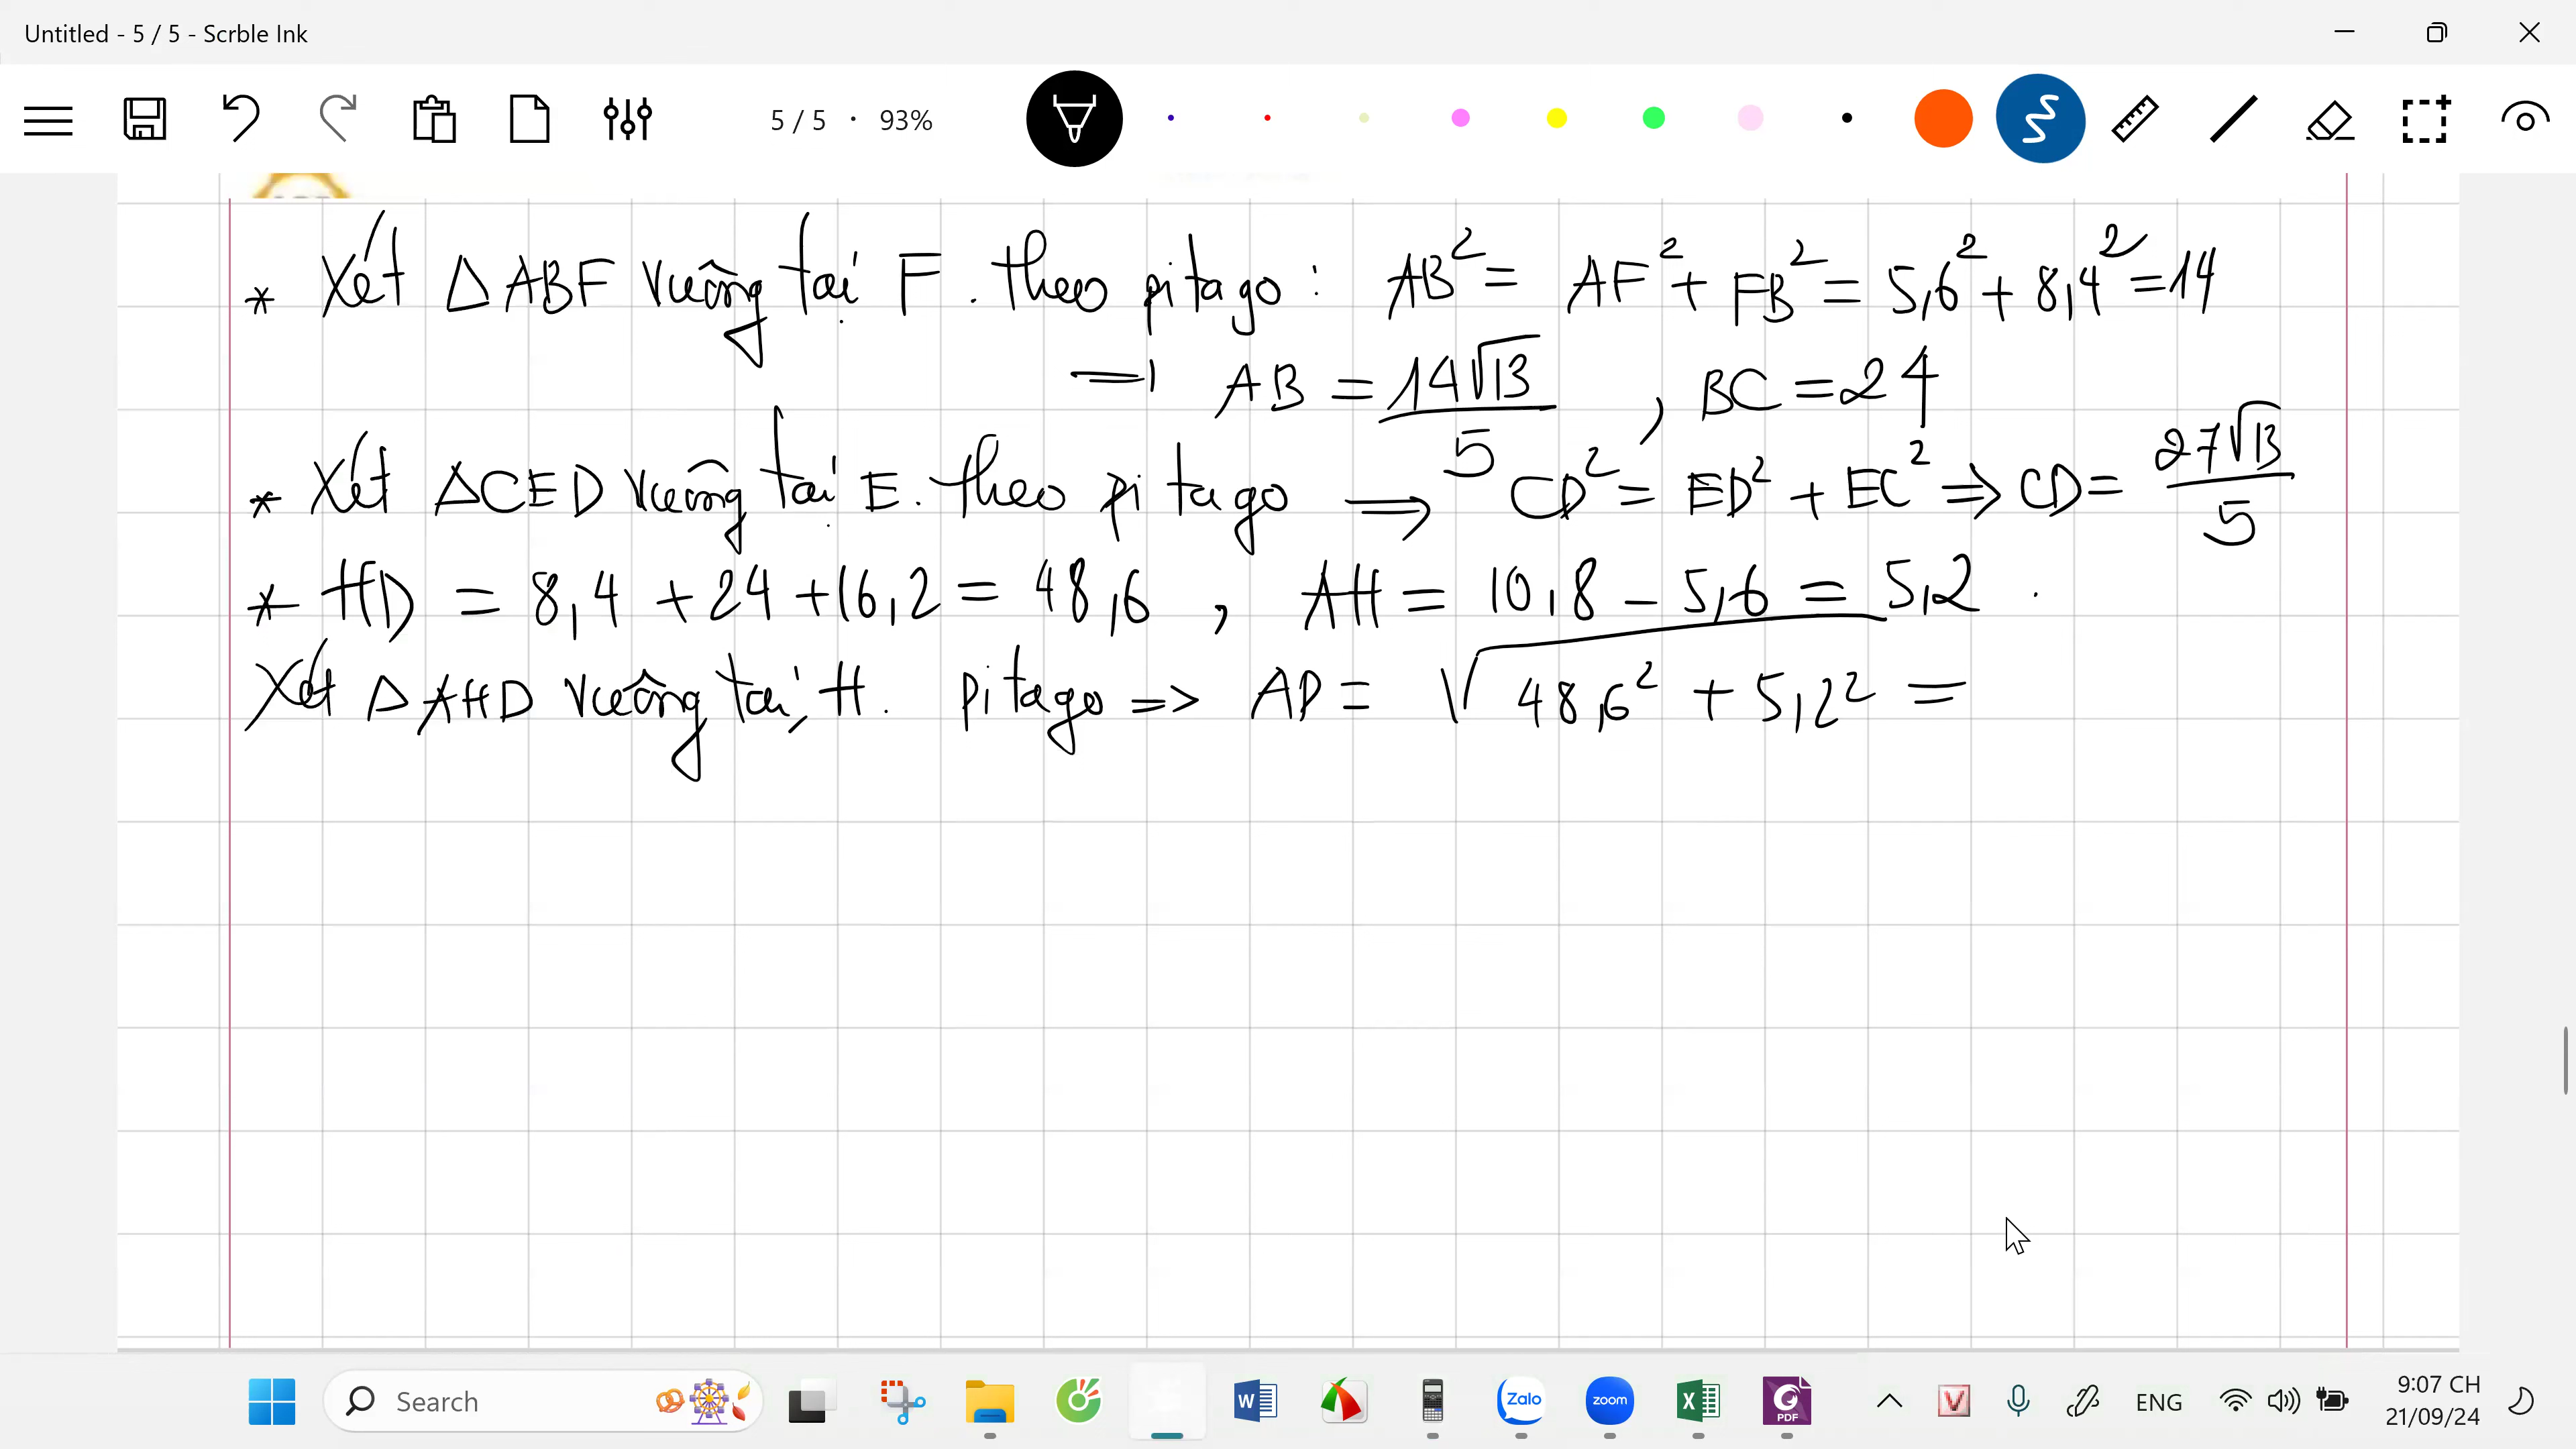 Untitled - 5 / 5 - Scrble Ink
5 / 5 · 93%
* Xét ΔABF vuông tại F. theo pitago: AB² = AF² + FB² = 5,6² + 8,4² = 14
⇒ AB = 14√13/5, BC = 24
* Xét ΔCED vuông tại E. theo pitago ⇒ CD² = ED² + EC² ⇒ CD = 27√13/5
* HD = 8,4 + 24 + 16,2 = 48,6, AH = 10,8 - 5,6 = 5,2.
Xét ΔAHD vuông tại H. pitago => AD = √(48,6² + 5,2²) =
Search
Zalo
zoom
PDF
ENG
9:07 CH
21/09/24